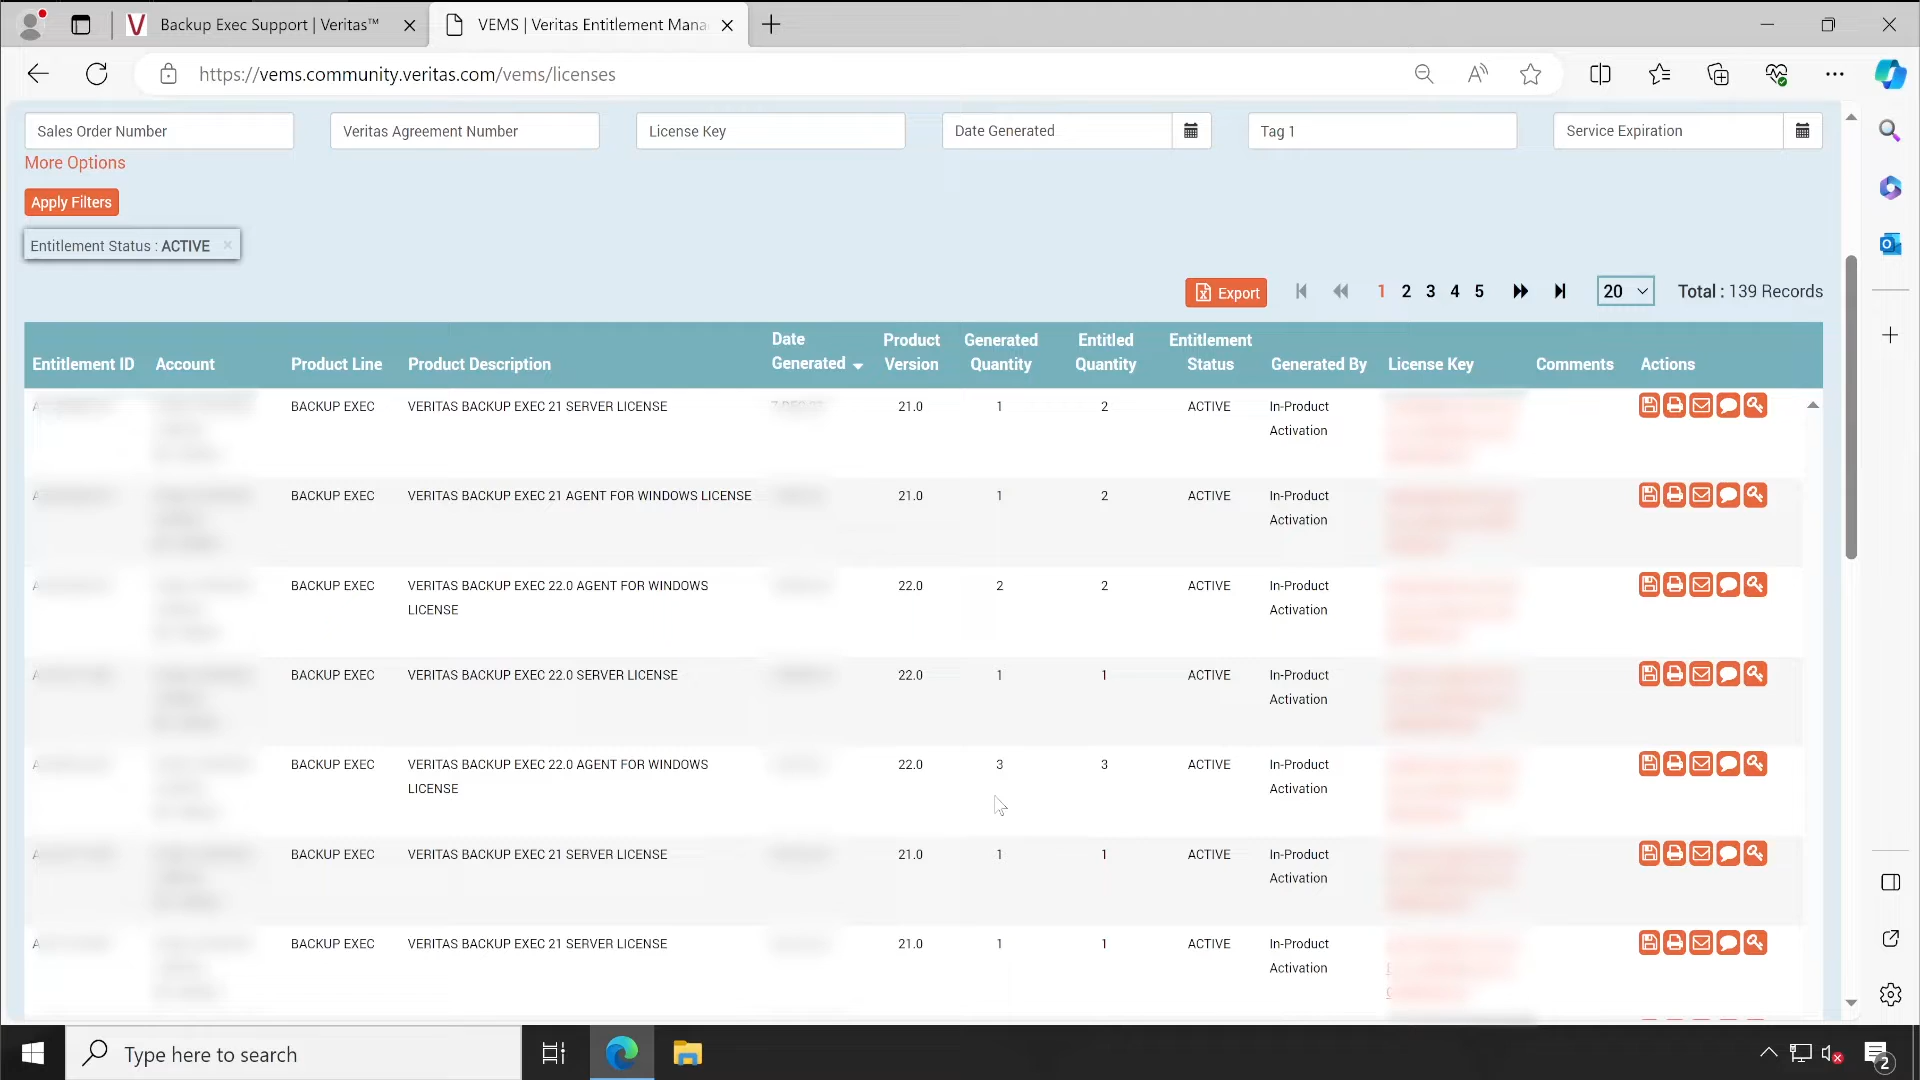 Backup Exec Support | Veritas™
VEMS | Veritas Entitlement Mana
https://vems.community.veritas.com/vems/licenses
Sales Order Number
Veritas Agreement Number
License Key
Date Generated
Tag 1
Service Expiration
More Options
Apply Filters
Entitlement Status : ACTIVE ×
Export
1 2 3 4 5
20
Total : 139 Records
Entitlement ID
Account
Product Line
Product Description
Date
Generated
Product
Version
Generated
Quantity
Entitled
Quantity
Entitlement
Status
Generated By
License Key
Comments
Actions
BACKUP EXEC VERITAS BACKUP EXEC 21 SERVER LICENSE 21.0 1 2 ACTIVE In-Product
Activation
BACKUP EXEC VERITAS BACKUP EXEC 21 AGENT FOR WINDOWS LICENSE 21.0 1 2 ACTIVE In-Product
Activation
BACKUP EXEC VERITAS BACKUP EXEC 22.0 AGENT FOR WINDOWS 22.0 2 2 ACTIVE In-Product
LICENSE Activation
BACKUP EXEC VERITAS BACKUP EXEC 22.0 SERVER LICENSE 22.0 1 1 ACTIVE In-Product
Activation
BACKUP EXEC VERITAS BACKUP EXEC 22.0 AGENT FOR WINDOWS 22.0 3 3 ACTIVE In-Product
LICENSE Activation
BACKUP EXEC VERITAS BACKUP EXEC 21 SERVER LICENSE 21.0 1 1 ACTIVE In-Product
Activation
BACKUP EXEC VERITAS BACKUP EXEC 21 SERVER LICENSE 21.0 1 1 ACTIVE In-Product
Activation
Type here to search
2